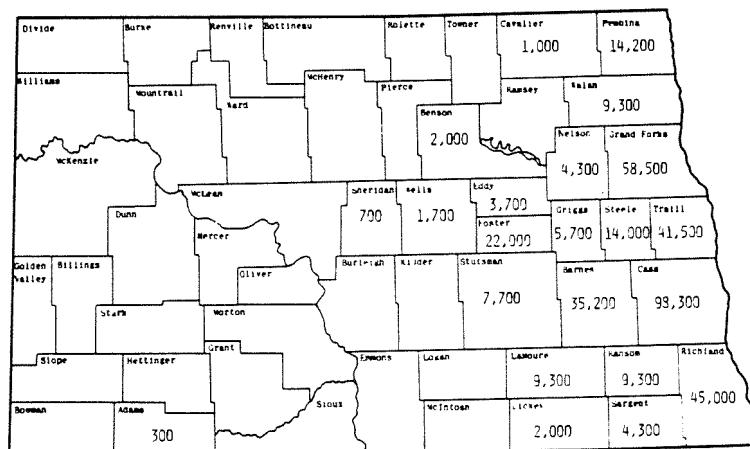 Divide
Burke
Renville
Bottineau
Rolette
Towner
Cavalier
1,000
Pembina
14,200
Williams
Mountrail
Ward
McHenry
Pierce
Benson
2,000
Ramsey
Walsh
9,300
Nelson
4,300
Grand Forks
58,500
McKenzie
Dunn
McLean
Mercer
Oliver
Sheridan
700
Wells
1,700
Eddy
3,700
Foster
22,000
Griggs
5,700
Steele
14,000
Traill
41,500
Golden
Valley
Billings
Stark
Morton
Burleigh
Kidder
Stutsman
7,700
Barnes
35,200
Cass
98,300
Slope
Hettinger
Grant
Sioux
Emmons
Logan
Lamoure
9,300
Ransom
9,300
Richland
45,000
Bowman
Adams
300
McIntosh
Dickey
2,000
Sargent
4,300